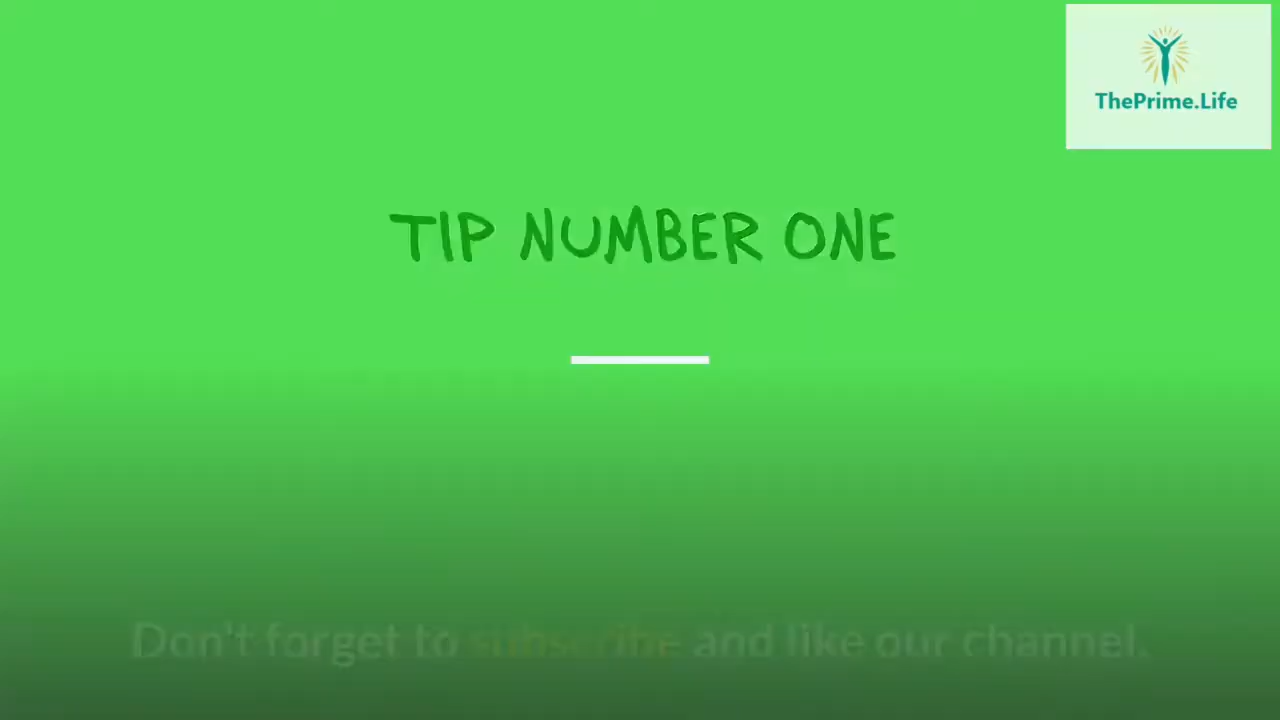 ThePrime.Life
TIP NUMBER ONE
Don't forget to subscribe and like our channel.